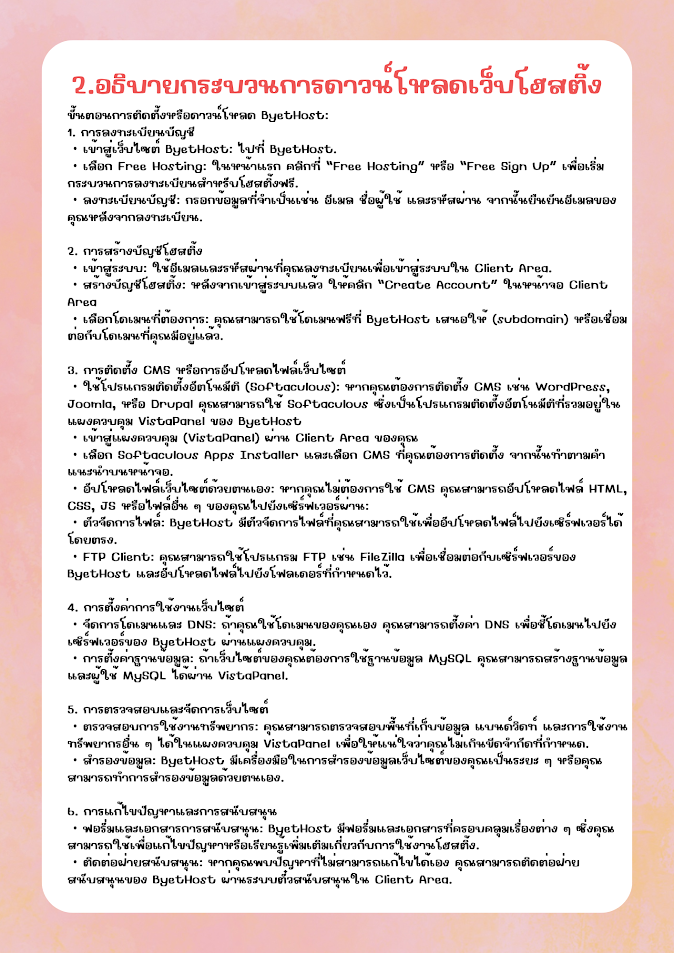 2.อธิบายกระบวนการดาวน์โหลดเว็บโฮสติ้ง
ขั้นตอนการติดตั้งหรือดาวน์โหลด ByetHost:
1. การลงทะเบียนบัญชี
• เข้าสู่เว็บไซต์ ByetHost: ไปที่ ByetHost.
• เลือก Free Hosting: ในหน้าแรก คลิกที่ “Free Hosting” หรือ “Free Sign Up” เพื่อเริ่ม
กระบวนการลงทะเบียนสำหรับโฮสติ้งฟรี.
• ลงทะเบียนบัญชี: กรอกข้อมูลที่จำเป็นเช่น อีเมล ชื่อผู้ใช้ และรหัสผ่าน จากนั้นยืนยันอีเมลของ
คุณหลังจากลงทะเบียน.
2. การสร้างบัญชีโฮสติ้ง
• เข้าสู่ระบบ: ใช้อีเมลและรหัสผ่านที่คุณลงทะเบียนเพื่อเข้าสู่ระบบใน Client Area.
• สร้างบัญชีโฮสติ้ง: หลังจากเข้าสู่ระบบแล้ว ให้คลิก “Create Account” ในหน้าจอ Client
Area
• เลือกโดเมนที่ต้องการ: คุณสามารถใช้โดเมนฟรีที่ ByetHost เสนอให้ (subdomain) หรือเชื่อม
ต่อกับโดเมนที่คุณมีอยู่แล้ว.
3. การติดตั้ง CMS หรือการอัปโหลดไฟล์เว็บไซต์
• ใช้โปรแกรมติดตั้งอัตโนมัติ (Softaculous): หากคุณต้องการติดตั้ง CMS เช่น WordPress,
Joomla, หรือ Drupal คุณสามารถใช้ Softaculous ซึ่งเป็นโปรแกรมติดตั้งอัตโนมัติที่รวมอยู่ใน
แผงควบคุม VistaPanel ของ ByetHost
• เข้าสู่แผงควบคุม (VistaPanel) ผ่าน Client Area ของคุณ
• เลือก Softaculous Apps Installer และเลือก CMS ที่คุณต้องการติดตั้ง จากนั้นทำตามคำ
แนะนำบนหน้าจอ.
• อัปโหลดไฟล์เว็บไซต์ด้วยตนเอง: หากคุณไม่ต้องการใช้ CMS คุณสามารถอัปโหลดไฟล์ HTML,
CSS, JS หรือไฟล์อื่น ๆ ของคุณไปยังเซิร์ฟเวอร์ผ่าน:
• ตัวจัดการไฟล์: ByetHost มีตัวจัดการไฟล์ที่คุณสามารถใช้เพื่ออัปโหลดไฟล์ไปยังเซิร์ฟเวอร์ได้
โดยตรง.
• FTP Client: คุณสามารถใช้โปรแกรม FTP เช่น FileZilla เพื่อเชื่อมต่อกับเซิร์ฟเวอร์ของ
ByetHost และอัปโหลดไฟล์ไปยังโฟลเดอร์ที่กำหนดไว้.
4. การตั้งค่าการใช้งานเว็บไซต์
• จัดการโดเมนและ DNS: ถ้าคุณใช้โดเมนของคุณเอง คุณสามารถตั้งค่า DNS เพื่อชี้โดเมนไปยัง
เซิร์ฟเวอร์ของ ByetHost ผ่านแผงควบคุม.
• การตั้งค่าฐานข้อมูล: ถ้าเว็บไซต์ของคุณต้องการใช้ฐานข้อมูล MySQL คุณสามารถสร้างฐานข้อมูล
และผู้ใช้ MySQL ได้ผ่าน VistaPanel.
5. การตรวจสอบและจัดการเว็บไซต์
• ตรวจสอบการใช้งานทรัพยากร: คุณสามารถตรวจสอบพื้นที่เก็บข้อมูล แบนด์วิดท์ และการใช้งาน
ทรัพยากรอื่น ๆ ได้ในแผงควบคุม VistaPanel เพื่อให้แน่ใจว่าคุณไม่เกินขีดจำกัดที่กำหนด.
• สำรองข้อมูล: ByetHost มีเครื่องมือในการสำรองข้อมูลเว็บไซต์ของคุณเป็นระยะ ๆ หรือคุณ
สามารถทำการสำรองข้อมูลด้วยตนเอง.
6. การแก้ไขปัญหาและการสนับสนุน
• ฟอรั่มและเอกสารการสนับสนุน: ByetHost มีฟอรั่มและเอกสารที่ครอบคลุมเรื่องต่าง ๆ ซึ่งคุณ
สามารถใช้เพื่อแก้ไขปัญหาหรือเรียนรู้เพิ่มเติมเกี่ยวกับการใช้งานโฮสติ้ง.
• ติดต่อฝ่ายสนับสนุน: หากคุณพบปัญหาที่ไม่สามารถแก้ไขได้เอง คุณสามารถติดต่อฝ่าย
สนับสนุนของ ByetHost ผ่านระบบตั๋วสนับสนุนใน Client Area.